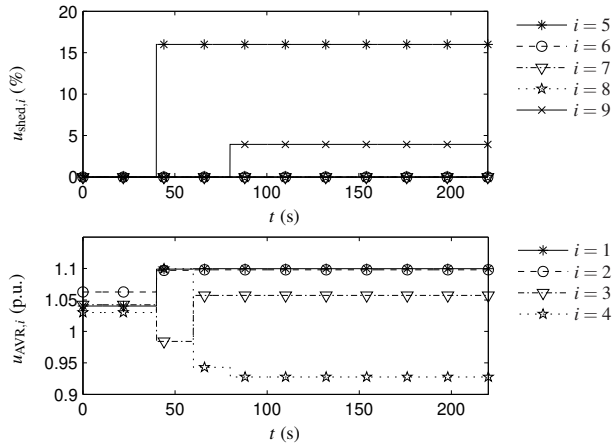 20%
15
10
5
0
u_shed,i (%)
0 50 100 150 200
t (s)
i = 5
i = 6
i = 7
i = 8
i = 9
1.1
1.05
1
0.95
0.9
u_AVR,i (p.u.)
0 50 100 150 200
t (s)
i = 1
i = 2
i = 3
i = 4